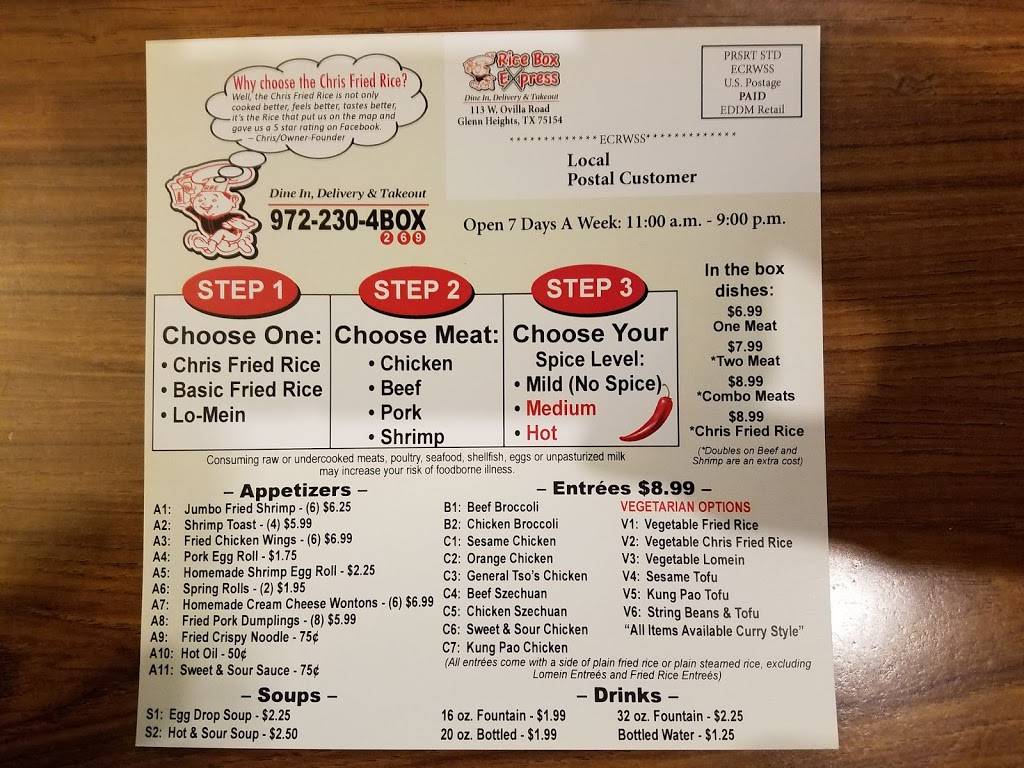 Why choose the Chris Fried Rice?
Well, the Chris Fried Rice is not only
cooked better, feels better, tastes better,
it's the Rice that put us on the map and
gave us a 5 star rating on Facebook.
– Chris/Owner-Founder
Dine In, Delivery & Takeout
972-230-4BOX
269
Rice Box
Express
Dine In, Delivery & Takeout
113 W. Ovilla Road
Glenn Heights, TX 75154
PRSRT STD
ECRWSS
U.S. Postage
PAID
EDDM Retail
*************ECRWSS*************
Local
Postal Customer
Open 7 Days A Week: 11:00 a.m. - 9:00 p.m.
STEP 1
Choose One:
• Chris Fried Rice
• Basic Fried Rice
• Lo-Mein
STEP 2
Choose Meat:
• Chicken
• Beef
• Pork
• Shrimp
STEP 3
Choose Your
Spice Level:
• Mild (No Spice)
• Medium
• Hot
In the box
dishes:
$6.99
One Meat
$7.99
*Two Meat
$8.99
*Combo Meats
$8.99
*Chris Fried Rice
(*Doubles on Beef and
Shrimp are an extra cost)
Consuming raw or undercooked meats, poultry, seafood, shellfish, eggs or unpasturized milk
may increase your risk of foodborne illness.
– Appetizers –
A1: Jumbo Fried Shrimp - (6) $6.25
A2: Shrimp Toast - (4) $5.99
A3: Fried Chicken Wings - (6) $6.99
A4: Pork Egg Roll - $1.75
A5: Homemade Shrimp Egg Roll - $2.25
A6: Spring Rolls - (2) $1.95
A7: Homemade Cream Cheese Wontons - (6) $6.99
A8: Fried Pork Dumplings - (8) $5.99
A9: Fried Crispy Noodle - 75¢
A10: Hot Oil - 50¢
A11: Sweet & Sour Sauce - 75¢
– Soups –
S1: Egg Drop Soup - $2.25
S2: Hot & Sour Soup - $2.50
– Entrées $8.99 –
B1: Beef Broccoli
B2: Chicken Broccoli
C1: Sesame Chicken
C2: Orange Chicken
C3: General Tso's Chicken
C4: Beef Szechuan
C5: Chicken Szechuan
C6: Sweet & Sour Chicken
C7: Kung Pao Chicken
VEGETARIAN OPTIONS
V1: Vegetable Fried Rice
V2: Vegetable Chris Fried Rice
V3: Vegetable Lomein
V4: Sesame Tofu
V5: Kung Pao Tofu
V6: String Beans & Tofu
"All Items Available Curry Style"
(All entrées come with a side of plain fried rice or plain steamed rice, excluding
Lomein Entreés and Fried Rice Entreés)
– Drinks –
16 oz. Fountain - $1.99
20 oz. Bottled - $1.99
32 oz. Fountain - $2.25
Bottled Water - $1.25